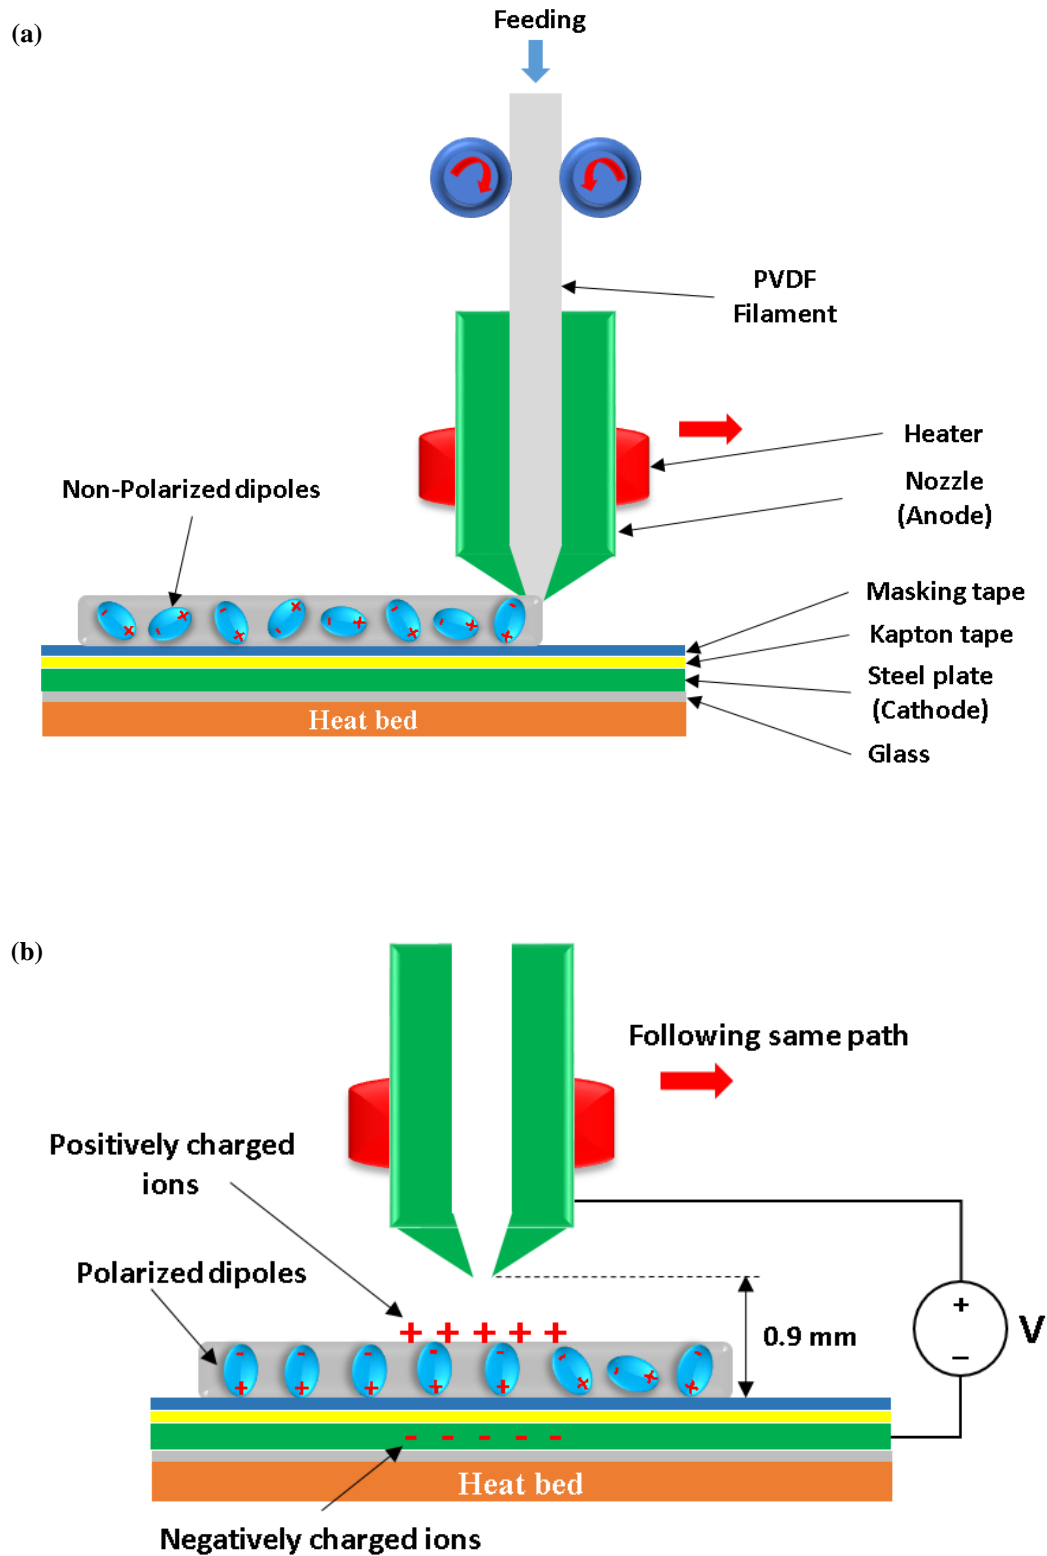 (a)
Feeding
PVDF
Filament
Heater
Nozzle
(Anode)
Non-Polarized dipoles
Masking tape
Kapton tape
Steel plate
(Cathode)
Glass
Heat bed
(b)
Following same path
Positively charged
ions
Polarized dipoles
+ + + + +
0.9 mm
+
V
−
- - - - -
Heat bed
Negatively charged ions